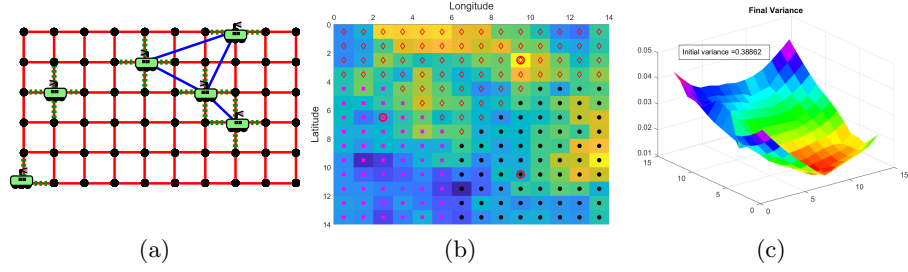 Longitude
0 2 4 6 8 10 12 14
Latitude
0
2
4
6
8
10
12
14
Final Variance
Initial variance =0.38862
0.05
0.04
0.03
0.02
0.01
15
10
5
0
0
5
10
15
(a)
(b)
(c)